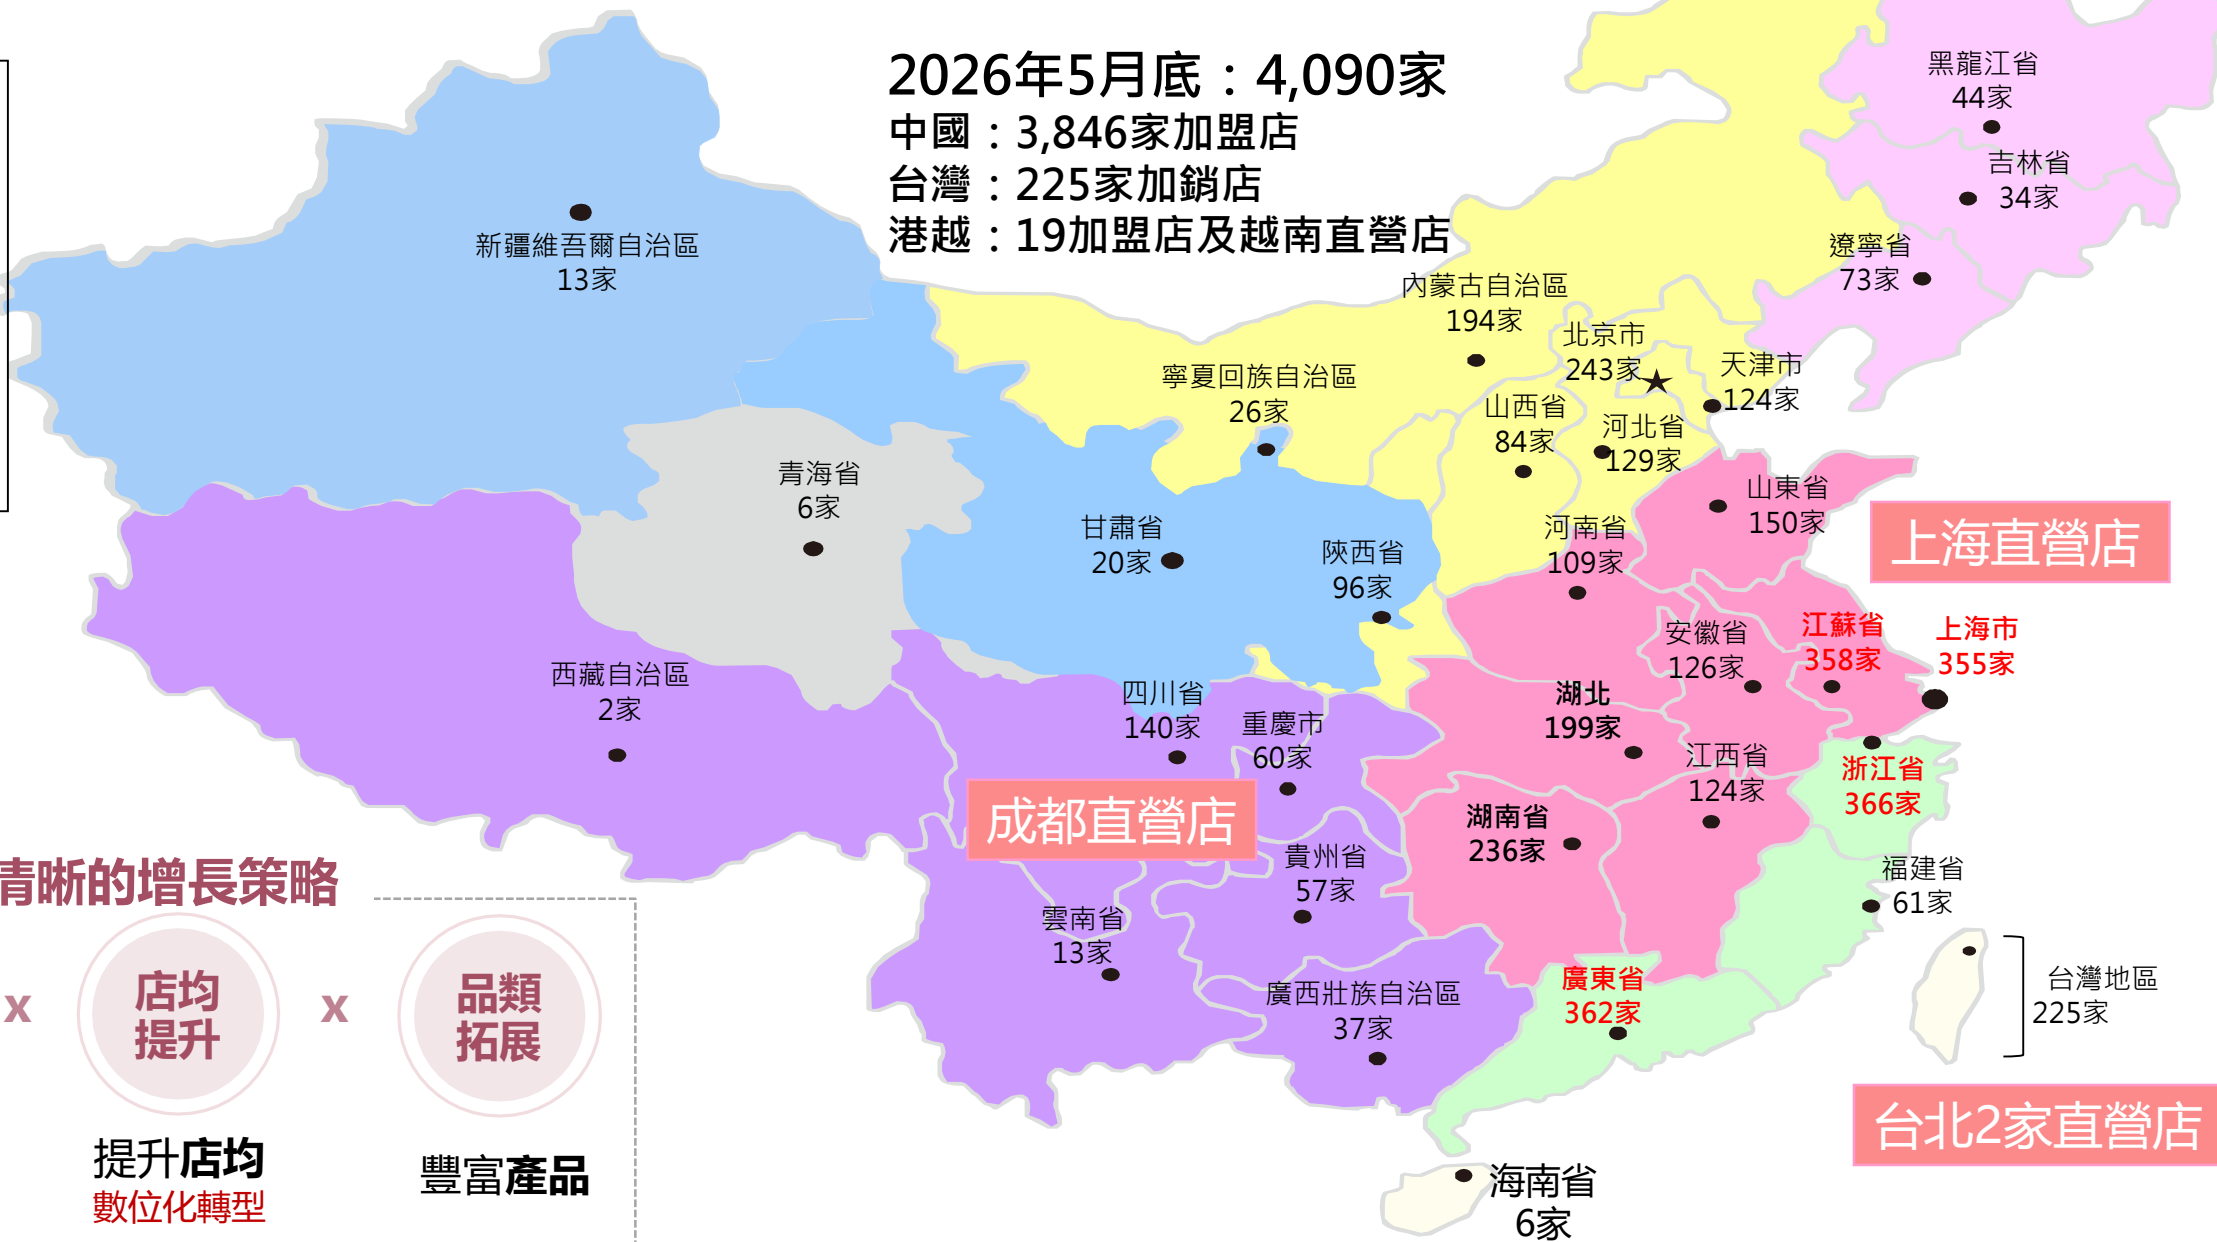 2026年5月底：4,090家
中國：3,846家加盟店
台灣：225家加銷店
港越：19加盟店及越南直營店
黑龍江省
44家
吉林省
34家
遼寧省
73家
新疆維吾爾自治區
13家
內蒙古自治區
194家
北京市
243家
天津市
124家
寧夏回族自治區
26家
山西省
84家
河北省
129家
青海省
6家
山東省
150家
甘肅省
20家
陝西省
96家
河南省
109家
上海直營店
安徽省
126家
江蘇省
358家
上海市
355家
西藏自治區
2家
四川省
140家
重慶市
60家
湖北
199家
江西省
124家
浙江省
366家
成都直營店
湖南省
236家
貴州省
57家
福建省
61家
雲南省
13家
廣西壯族自治區
37家
廣東省
362家
台灣地區
225家
台北2家直營店
海南省
6家
清晰的增長策略
x
店均
提升
x
品類
拓展
提升店均
數位化轉型
豐富產品